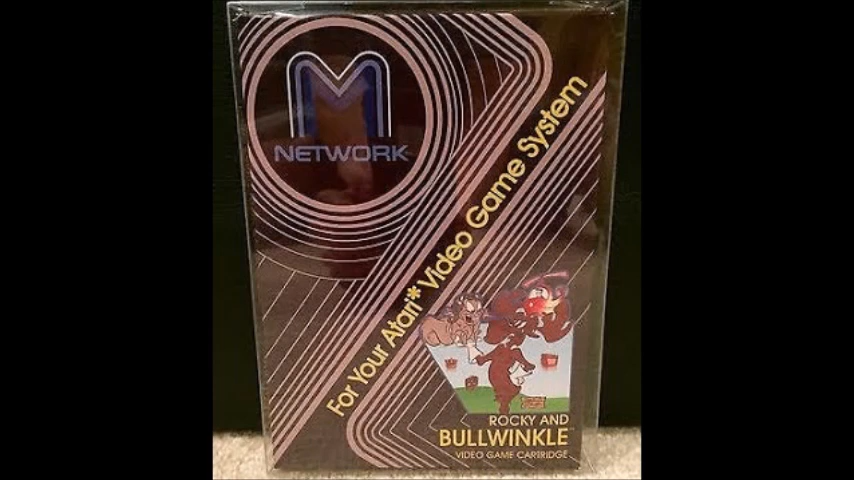 M
NETWORK
For Your Atari* Video Game System
ROCKY AND
BULLWINKLE™
VIDEO GAME CARTRIDGE